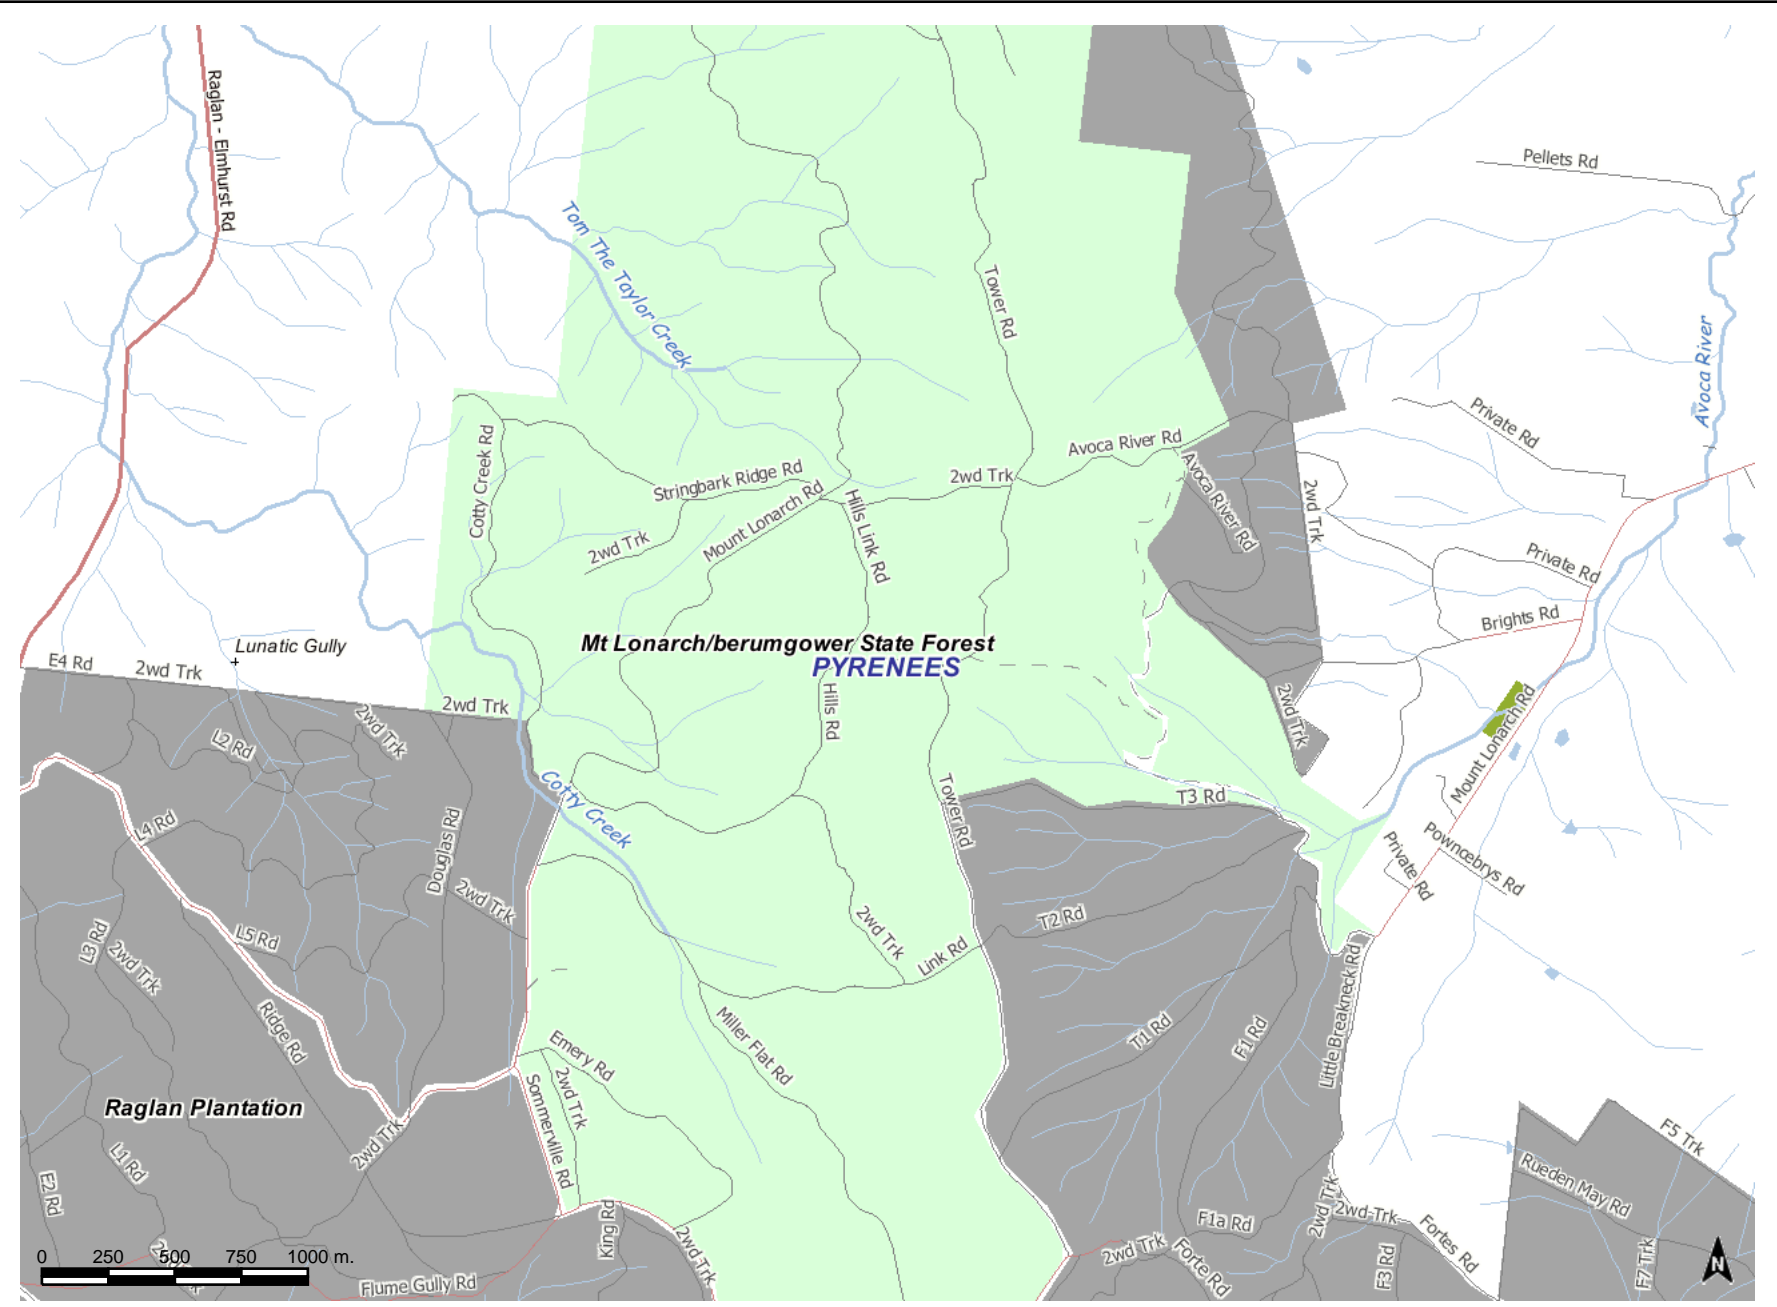 Raglan - Elmhurst Rd
Pellets Rd
Tom The Taylor Creek
Tower Rd
Avoca River
Private Rd
Cotty Creek Rd
Stringbark Ridge Rd
Mount Lonarch Rd
2wd Trk
Avoca River Rd
Avoca River Rd
2wd Trk
Hills Link Rd
2wd Trk
Private Rd
Brights Rd
Lunatic Gully
Mt Lonarch/berumgower State Forest
PYRENEES
E4 Rd
2wd Trk
2wd Trk
2wd Trk
L2 Rd
Hills Rd
2wd Trk
Mount Lonarch Rd
Cotty Creek
Tower Rd
T3 Rd
L4 Rd
Douglas Rd
2wd Trk
Private Rd
Powncebrys Rd
L3 Rd
2wd Trk
L5 Rd
2wd Trk
Link Rd
T2 Rd
Little Breakneck Rd
Ridge Rd
Miller Flat Rd
Ti1 Rd
F1 Rd
Emery Rd
2wd Trk
Sommerville Rd
Raglan Plantation
2wd Trk
L1 Rd
E2 Rd
F5 Trk
Rueden May Rd
King Rd
2wd Trk
2wd Trk
Forte Rd
F1a Rd
2wd Trk
2wd Trk
Fortes Rd
F3 Rd
F7 Trk
Flume Gully Rd
0 250 500 750 1000 m.
N